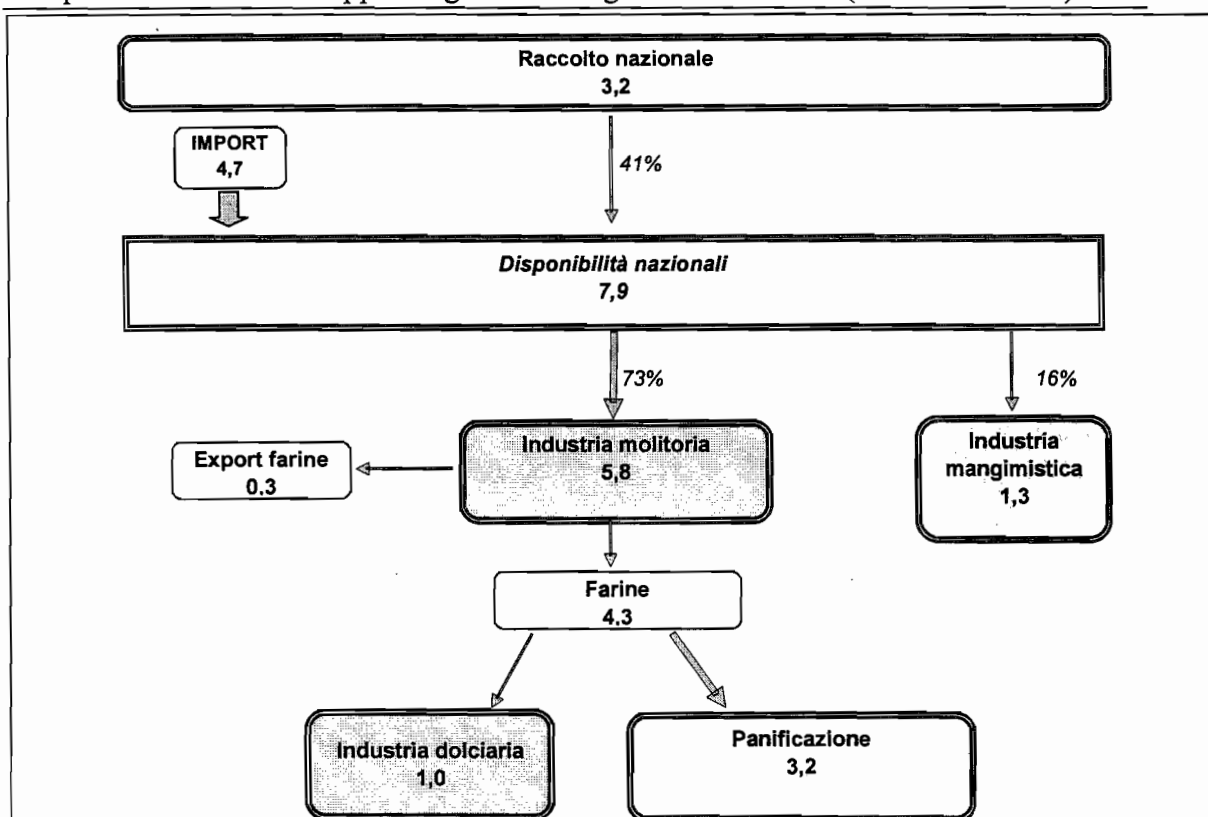 Raccolto nazionale
3,2
IMPORT
4,7
41%
Disponibilità nazionali
7,9
73%
16%
Industria molitoria
5,8
Export farine
0.3
Industria
mangimistica
1,3
Farine
4.3
Industria dolciaria
1,0
Panificazione
3,2